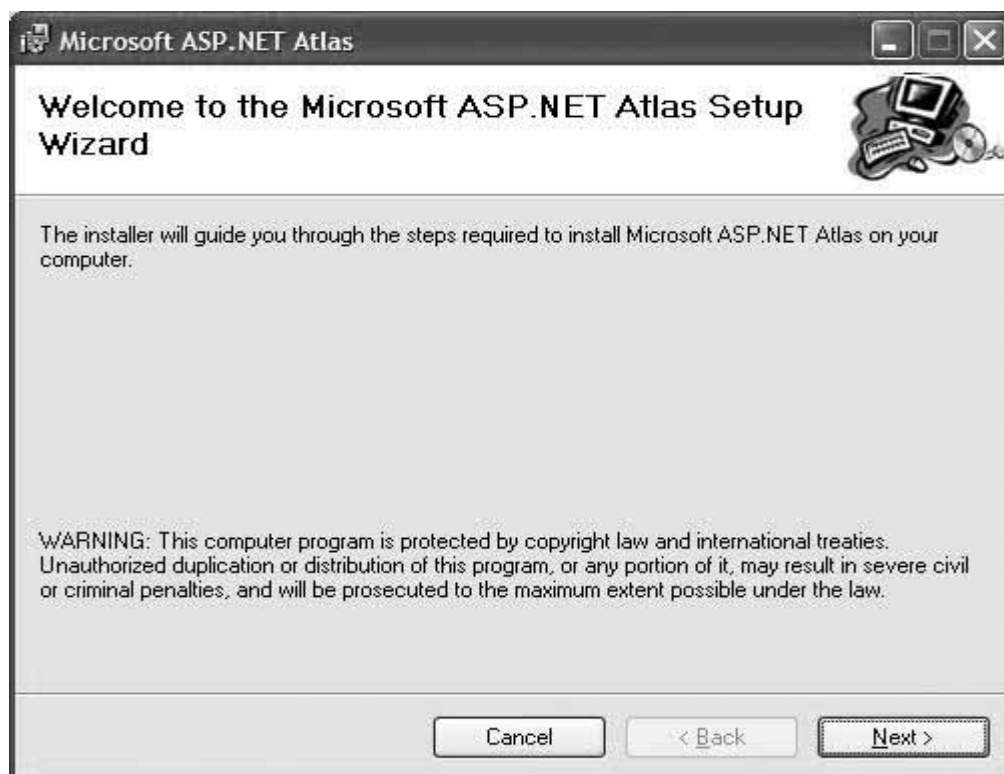 Microsoft ASP.NET Atlas
Welcome to the Microsoft ASP.NET Atlas Setup
Wizard
The installer will guide you through the steps required to install Microsoft ASP.NET Atlas on your
computer.
WARNING: This computer program is protected by copyright law and international treaties.
Unauthorized duplication or distribution of this program, or any portion of it, may result in severe civil
or criminal penalties, and will be prosecuted to the maximum extent possible under the law.
Cancel
< Back
Next >